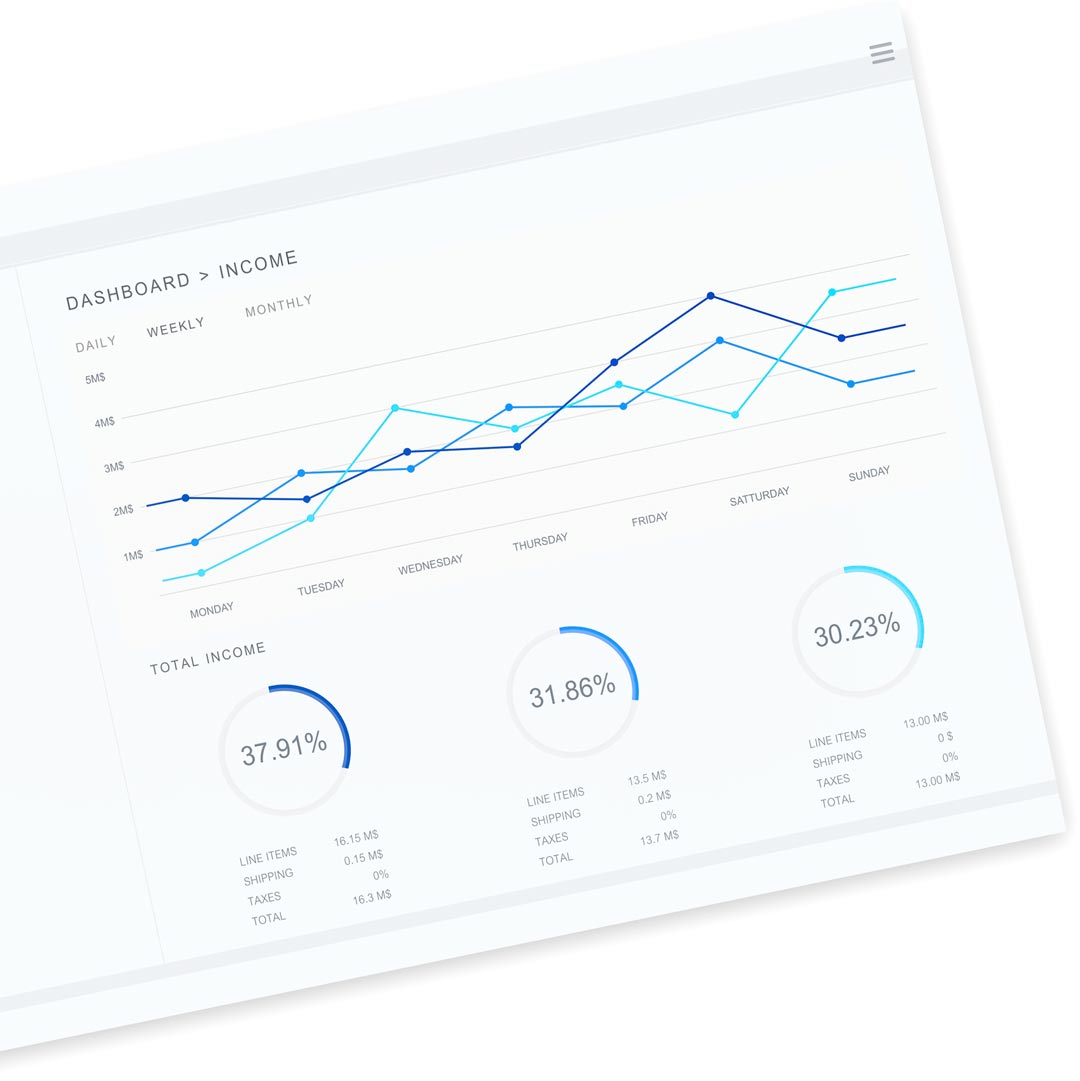 DASHBOARD > INCOME
DAILY WEEKLY MONTHLY
5M$
4M$
3M$
2M$
1M$
MONDAY TUESDAY WEDNESDAY THURSDAY FRIDAY SATTURDAY SUNDAY
TOTAL INCOME
37.91%
LINE ITEMS 16.15 M$
SHIPPING 0.15 M$
TAXES 0%
TOTAL 16.3 M$
31.86%
LINE ITEMS 13.5 M$
SHIPPING 0.2 M$
TAXES 0%
TOTAL 13.7 M$
30.23%
LINE ITEMS 13.00 M$
SHIPPING 0 $
TAXES 0%
TOTAL 13.00 M$